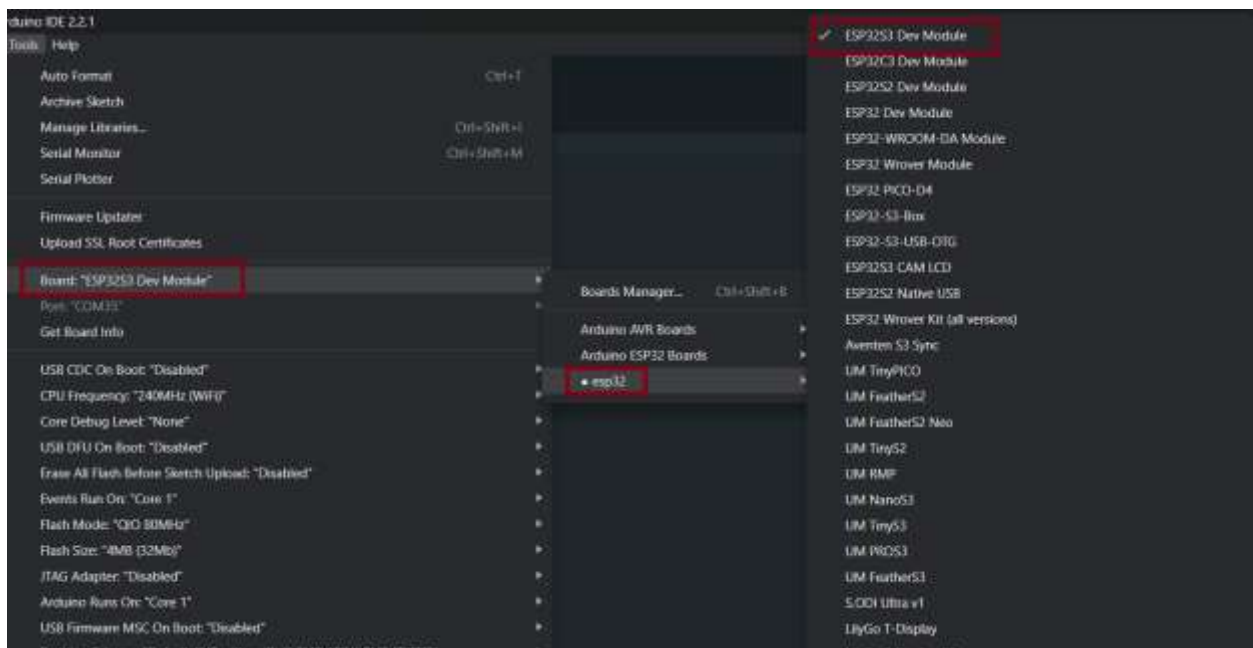 duino IDE 2.2.1
Tools Help
Auto Format Ctrl+T
Archive Sketch
Manage Libraries... Ctrl+Shift+I
Serial Monitor Ctrl+Shift+M
Serial Plotter
Firmware Updater
Upload SSL Root Certificates
Board: "ESP32S3 Dev Module"
Port: "COM35"
Get Board Info
USB CDC On Boot: "Disabled"
CPU Frequency: "240MHz (WiFi)"
Core Debug Level: "None"
USB DFU On Boot: "Disabled"
Erase All Flash Before Sketch Upload: "Disabled"
Events Run On: "Core 1"
Flash Mode: "QIO 80MHz"
Flash Size: "4MB (32Mb)"
JTAG Adapter: "Disabled"
Arduino Runs On: "Core 1"
USB Firmware MSC On Boot: "Disabled"
Boards Manager... Ctrl+Shift+B
Arduino AVR Boards
Arduino ESP32 Boards
• esp32
✓ ESP32S3 Dev Module
ESP32C3 Dev Module
ESP32S2 Dev Module
ESP32 Dev Module
ESP32-WROOM-DA Module
ESP32 Wrover Module
ESP32 PICO-D4
ESP32-S3-Box
ESP32-S3-USB-OTG
ESP32S3 CAM LCD
ESP32S2 Native USB
ESP32 Wrover Kit (all versions)
Aventen S3 Sync
UM TinyPICO
UM FeatherS2
UM FeatherS2 Neo
UM TinyS2
UM RMP
UM NanoS3
UM TinyS3
UM PROS3
UM FeatherS3
S.ODI Ultra v1
LilyGo T-Display